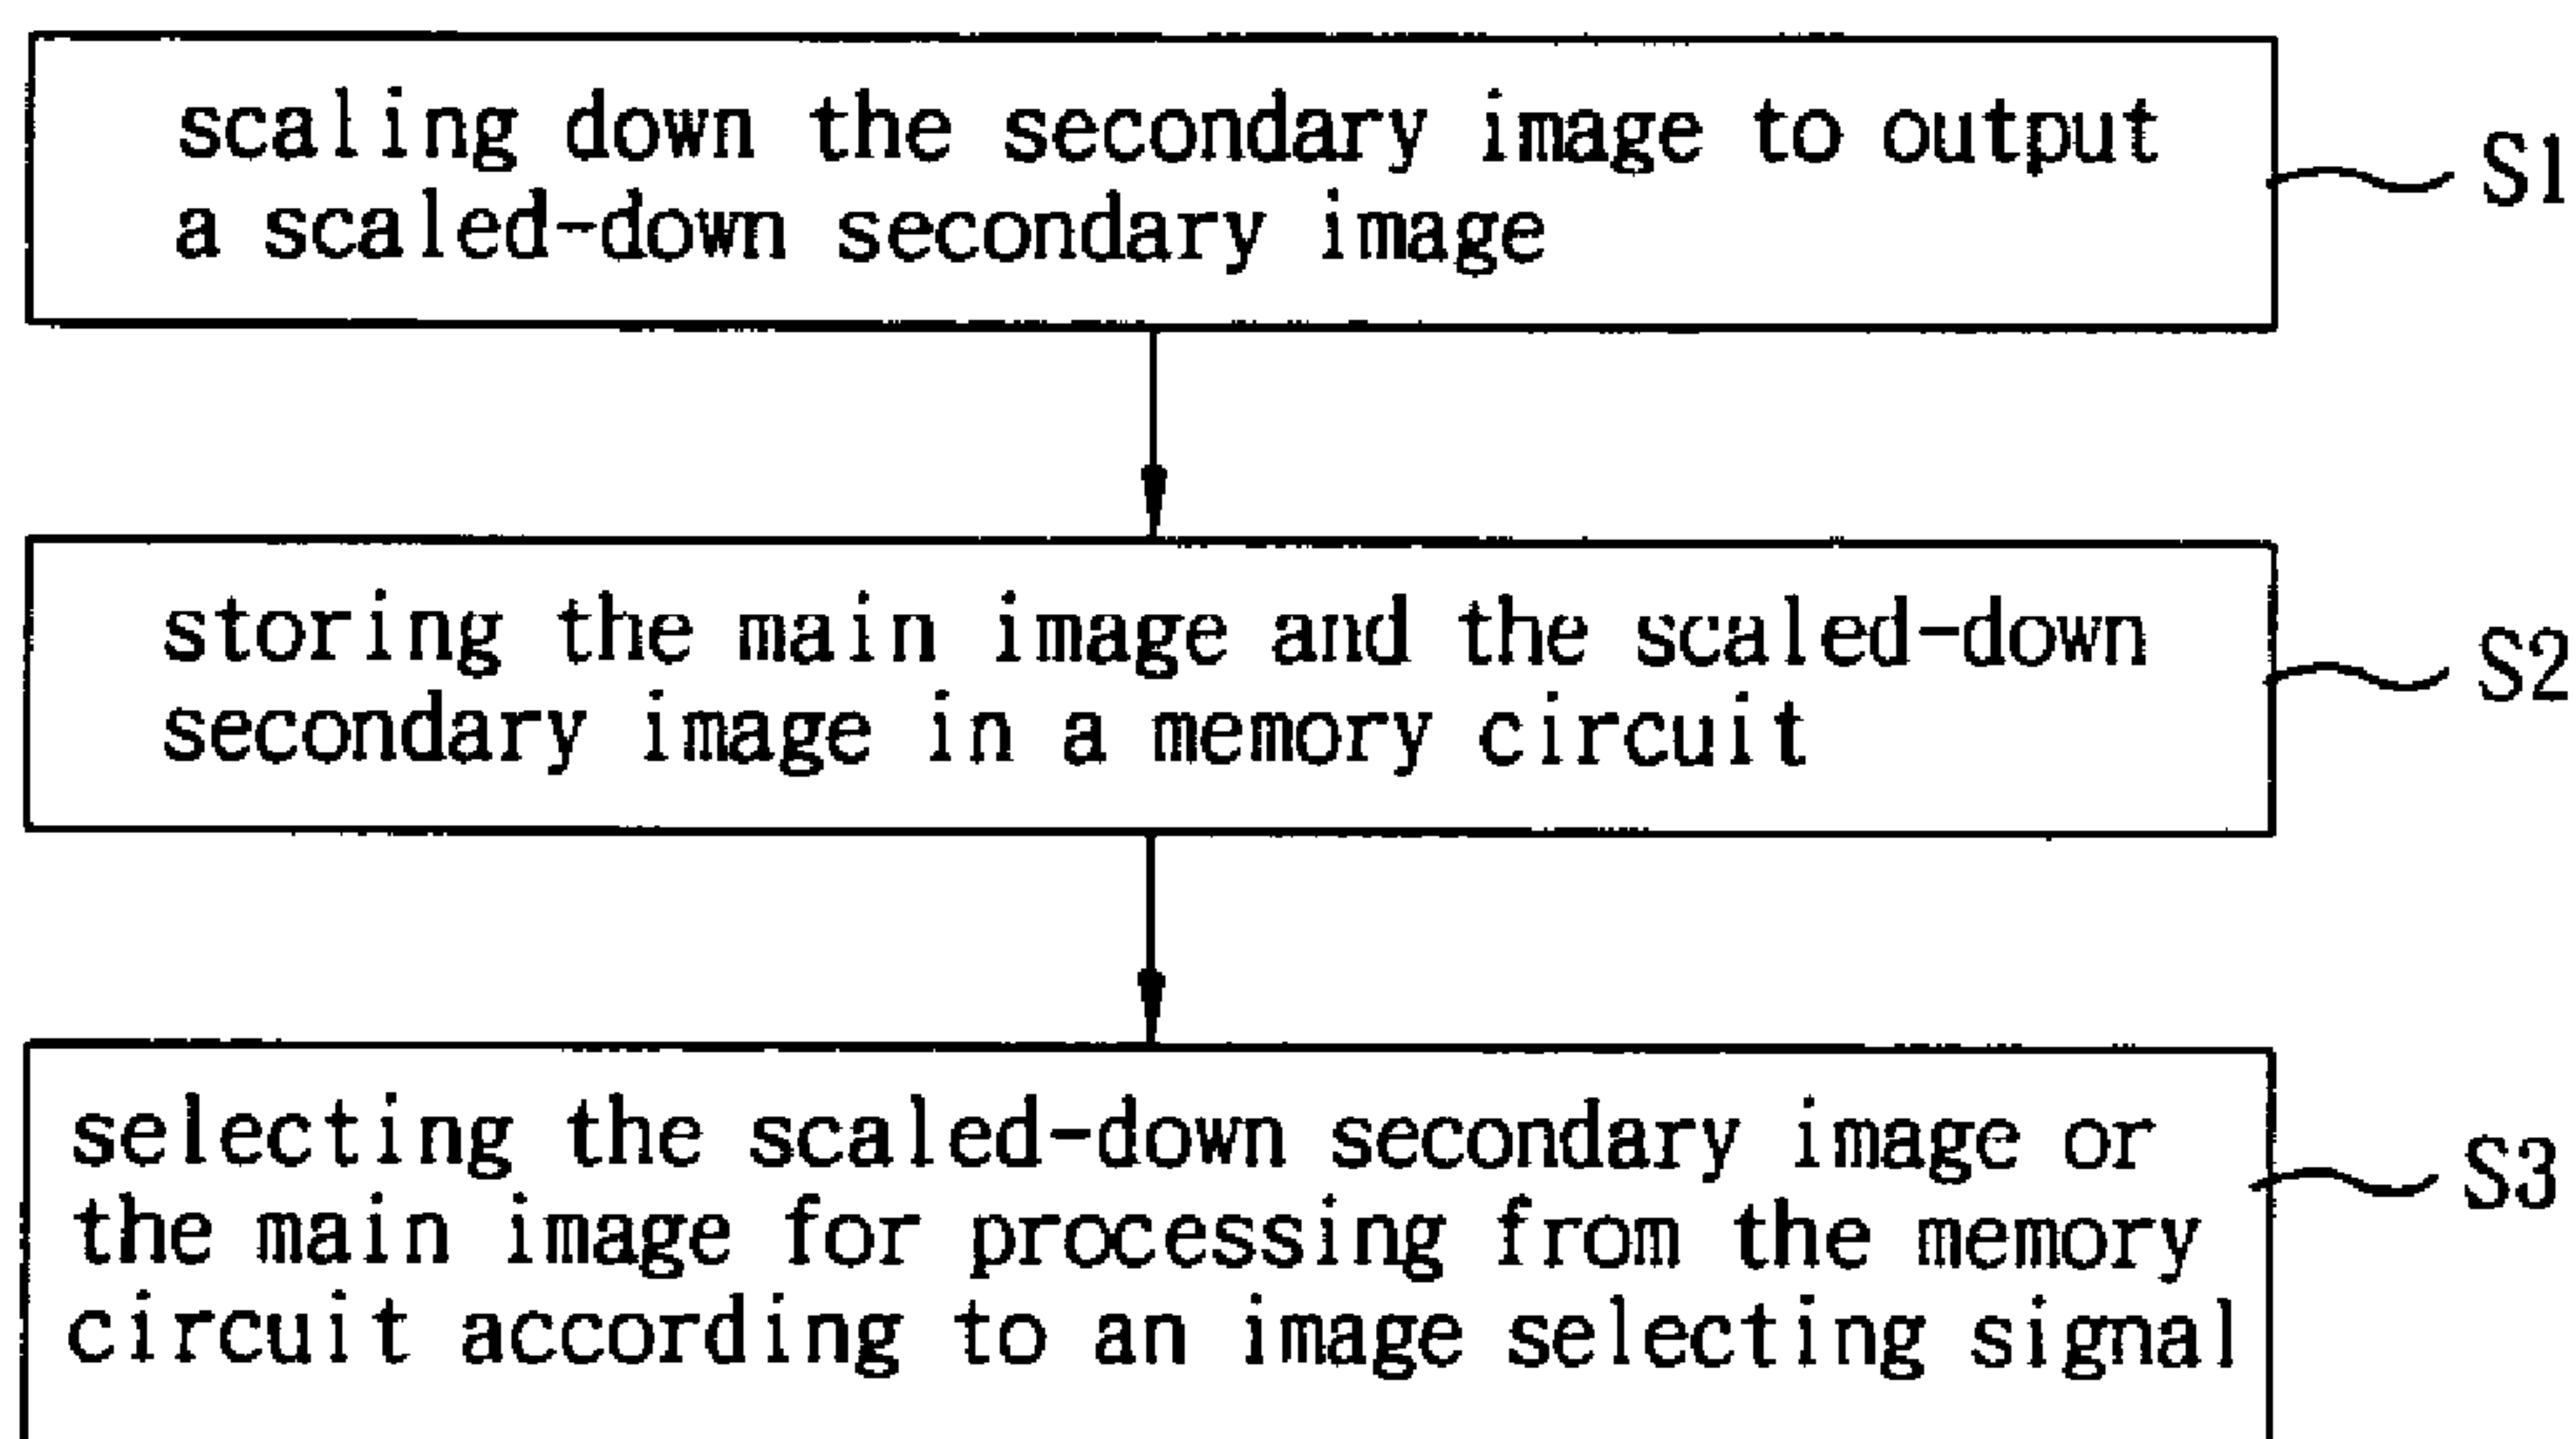 scaling down the secondary image to output
a scaled-down secondary image
S1
storing the main image and the scaled-down
secondary image in a memory circuit
S2
selecting the scaled-down secondary image or
the main image for processing from the memory
circuit according to an image selecting signal
S3